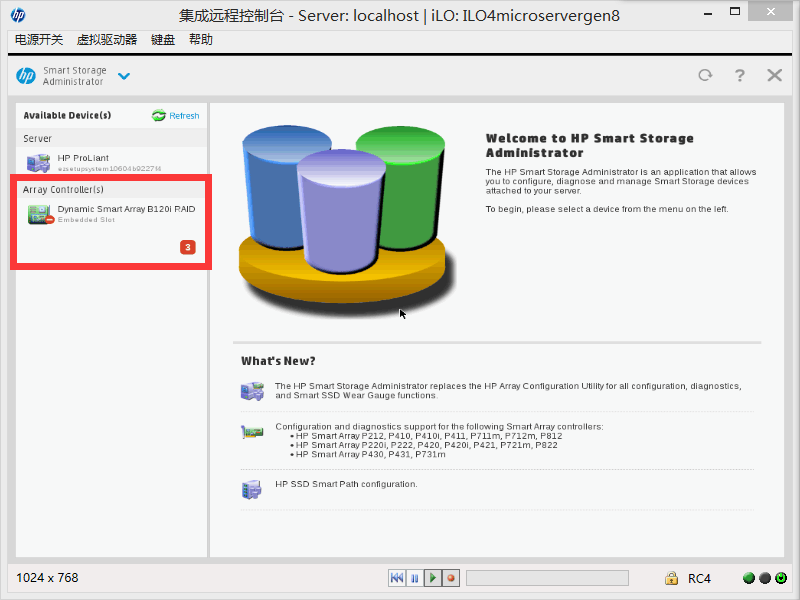 集成远程控制台 - Server: localhost | iLO: ILO4microservergen8
电源开关 虚拟驱动器 键盘 帮助
hp Smart Storage
Administrator
Available Device(s) Refresh
Server
HP ProLiant
Array Controller(s)
Dynamic Smart Array B120i RAID
Embedded Slot
3
Welcome to HP Smart Storage
Administrator
The HP Smart Storage Administrator is an application that allows
you to configure, diagnose and manage Smart Storage devices
attached to your server.
To begin, please select a device from the menu on the left.
What's New?
The HP Smart Storage Administrator replaces the HP Array Configuration Utility for all configuration, diagnostics,
and Smart SSD Wear Gauge functions.
Configuration and diagnostics support for the following Smart Array controllers:
• HP Smart Array P212, P410, P410i, P411, P711m, P712m, P812
• HP Smart Array P220i, P222, P420, P420i, P421, P721m, P822
• HP Smart Array P430, P431, P731m
HP SSD Smart Path configuration.
1024 x 768
RC4